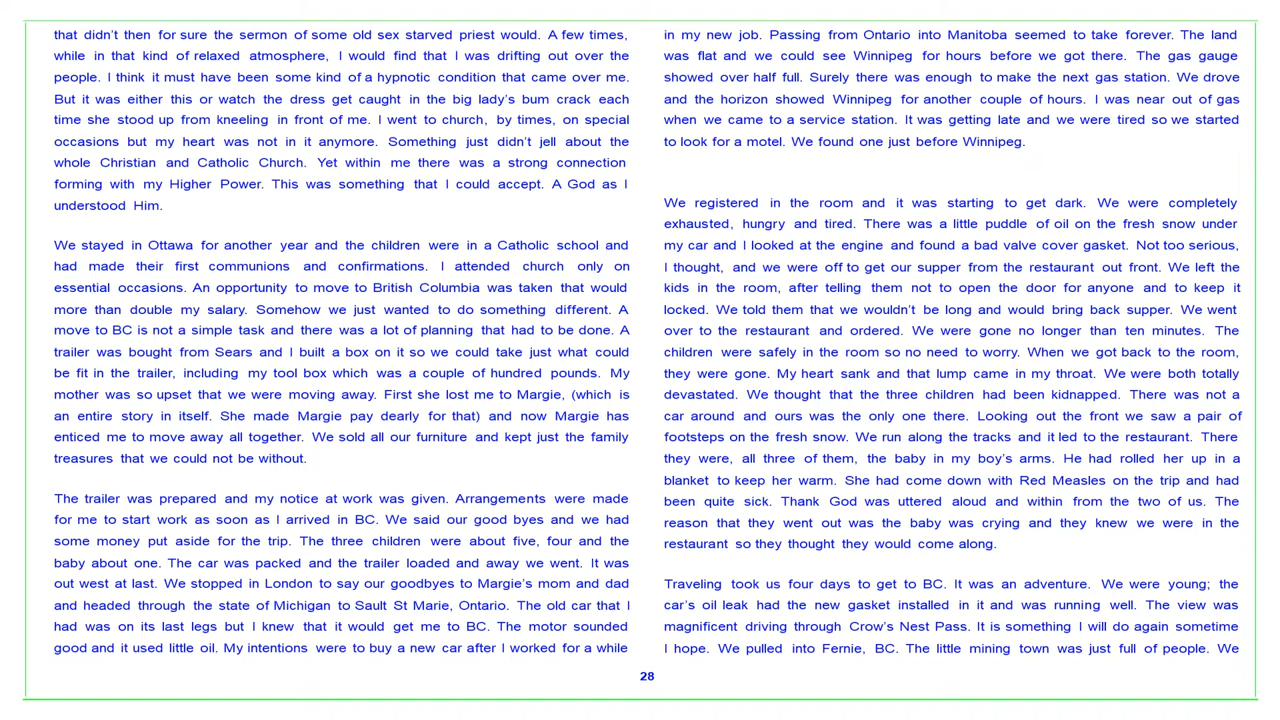 that didn't then for sure the sermon of some old sex starved priest would. A few times,
while in that kind of relaxed atmosphere, I would find that I was drifting out over the
people. I think it must have been some kind of a hypnotic condition that came over me.
But it was either this or watch the dress get caught in the big lady's bum crack each
time she stood up from kneeling in front of me. I went to church, by times, on special
occasions but my heart was not in it anymore. Something just didn't jell about the
whole Christian and Catholic Church. Yet within me there was a strong connection
forming with my Higher Power. This was something that I could accept. A God as I
understood Him.
We stayed in Ottawa for another year and the children were in a Catholic school and
had made their first communions and confirmations. I attended church only on
essential occasions. An opportunity to move to British Columbia was taken that would
more than double my salary. Somehow we just wanted to do something different. A
move to BC is not a simple task and there was a lot of planning that had to be done. A
trailer was bought from Sears and I built a box on it so we could take just what could
be fit in the trailer, including my tool box which was a couple of hundred pounds. My
mother was so upset that we were moving away. First she lost me to Margie, (which is
an entire story in itself. She made Margie pay dearly for that) and now Margie has
enticed me to move away all together. We sold all our furniture and kept just the family
treasures that we could not be without.
The trailer was prepared and my notice at work was given. Arrangements were made
for me to start work as soon as I arrived in BC. We said our good byes and we had
some money put aside for the trip. The three children were about five, four and the
baby about one. The car was packed and the trailer loaded and away we went. It was
out west at last. We stopped in London to say our goodbyes to Margie's mom and dad
and headed through the state of Michigan to Sault St Marie, Ontario. The old car that I
had was on its last legs but I knew that it would get me to BC. The motor sounded
good and it used little oil. My intentions were to buy a new car after I worked for a while
in my new job. Passing from Ontario into Manitoba seemed to take forever. The land
was flat and we could see Winnipeg for hours before we got there. The gas gauge
showed over half full. Surely there was enough to make the next gas station. We drove
and the horizon showed Winnipeg for another couple of hours. I was near out of gas
when we came to a service station. It was getting late and we were tired so we started
to look for a motel. We found one just before Winnipeg.
We registered in the room and it was starting to get dark. We were completely
exhausted, hungry and tired. There was a little puddle of oil on the fresh snow under
my car and I looked at the engine and found a bad valve cover gasket. Not too serious,
I thought, and we were off to get our supper from the restaurant out front. We left the
kids in the room, after telling them not to open the door for anyone and to keep it
locked. We told them that we wouldn't be long and would bring back supper. We went
over to the restaurant and ordered. We were gone no longer than ten minutes. The
children were safely in the room so no need to worry. When we got back to the room,
they were gone. My heart sank and that lump came in my throat. We were both totally
devastated. We thought that the three children had been kidnapped. There was not a
car around and ours was the only one there. Looking out the front we saw a pair of
footsteps on the fresh snow. We run along the tracks and it led to the restaurant. There
they were, all three of them, the baby in my boy's arms. He had rolled her up in a
blanket to keep her warm. She had come down with Red Measles on the trip and had
been quite sick. Thank God was uttered aloud and within from the two of us. The
reason that they went out was the baby was crying and they knew we were in the
restaurant so they thought they would come along.
Traveling took us four days to get to BC. It was an adventure. We were young; the
car's oil leak had the new gasket installed in it and was running well. The view was
magnificent driving through Crow's Nest Pass. It is something I will do again sometime
I hope. We pulled into Fernie, BC. The little mining town was just full of people. We
28